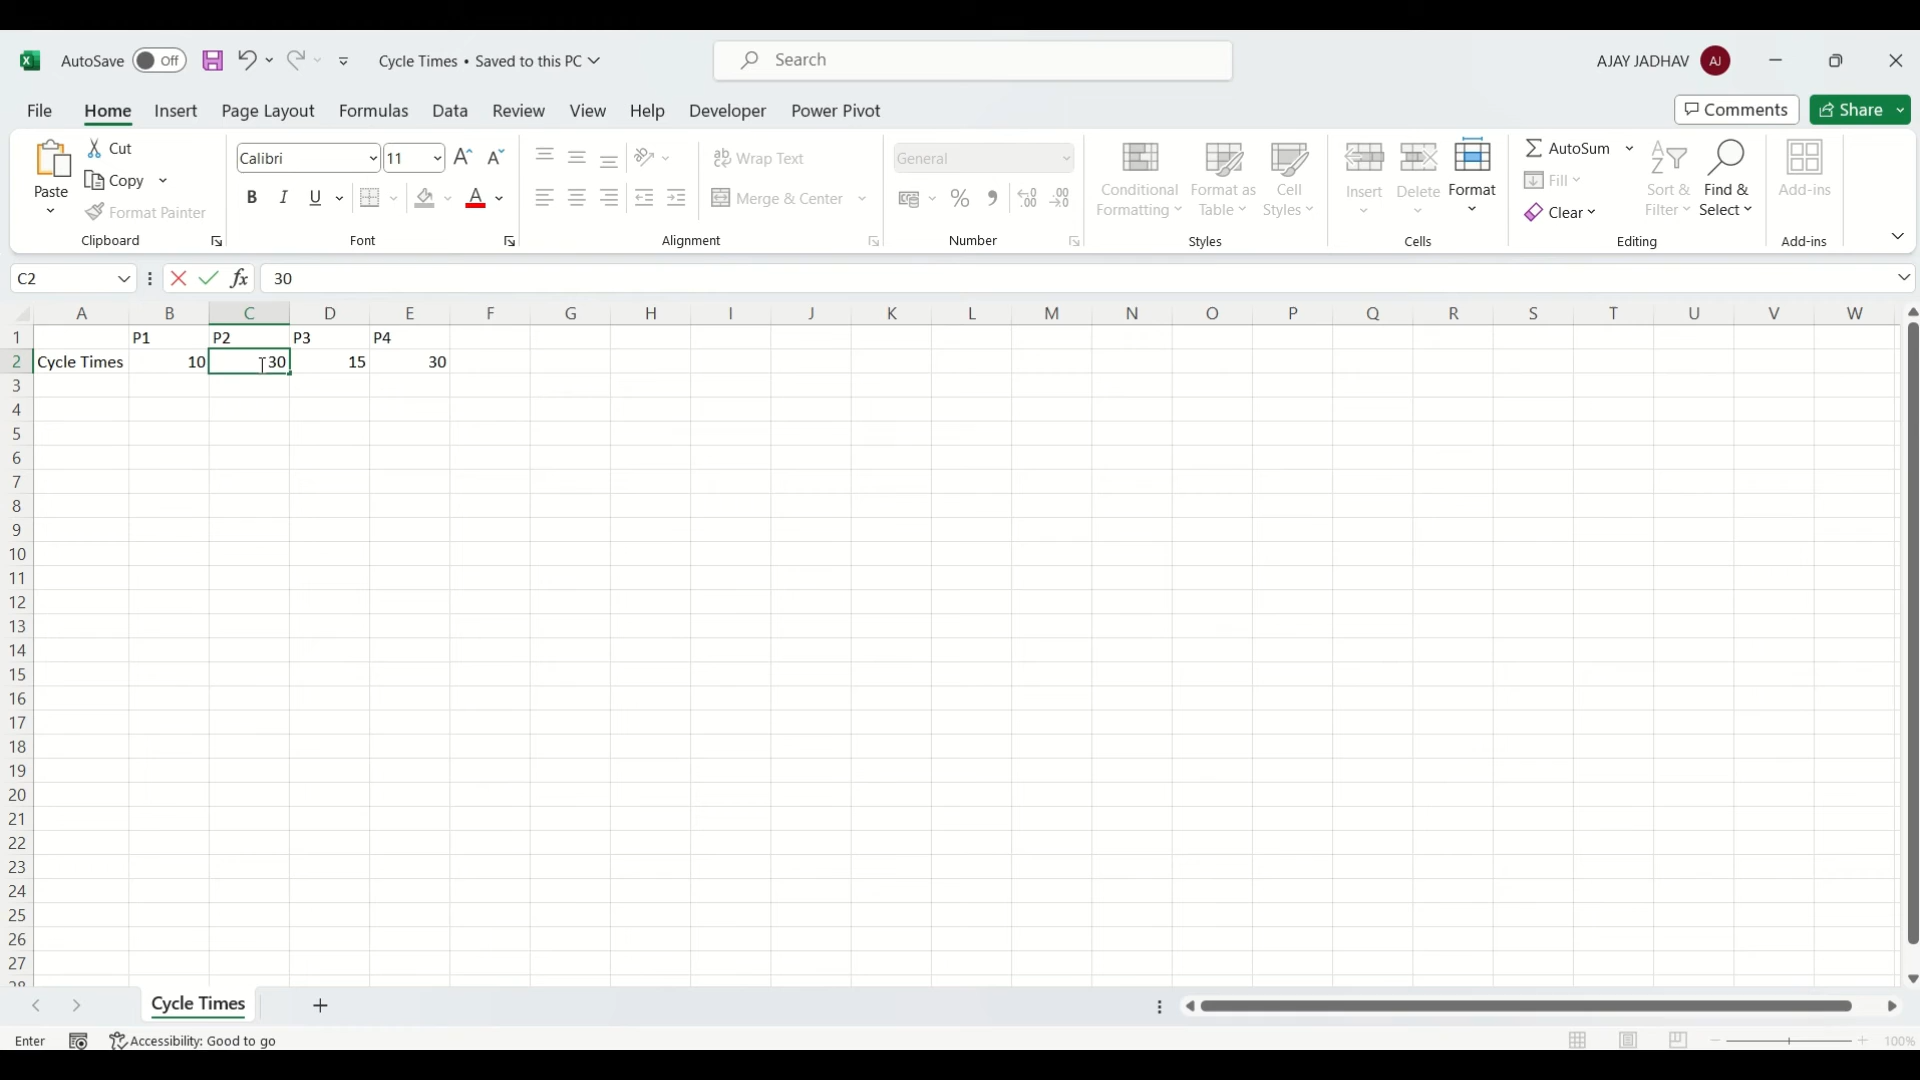 AutoSave Off Cycle Times • Saved to this PC Search AJAY JADHAV AJ
File Home Insert Page Layout Formulas Data Review View Help Developer Power Pivot Comments Share
Paste
Cut
Copy
Format Painter
Clipboard
Calibri 11
B I U A
Font
ab Wrap Text
Merge & Center
Alignment
General
% ,
Number
Conditional Formatting
Format as Table
Cell Styles
Styles
Insert
Delete
Format
Cells
AutoSum
Fill
Clear
Sort & Filter
Find & Select
Editing
Add-ins
Add-ins
C2 fx 30
A B C D E F G H I J K L M N O P Q R S T U V W
1 P1 P2 P3 P4
2 Cycle Times 10 30 15 30
3
4
5
6
7
8
9
10
11
12
13
14
15
16
17
18
19
20
21
22
23
24
25
26
27
28
Cycle Times
Enter Accessibility: Good to go 100%